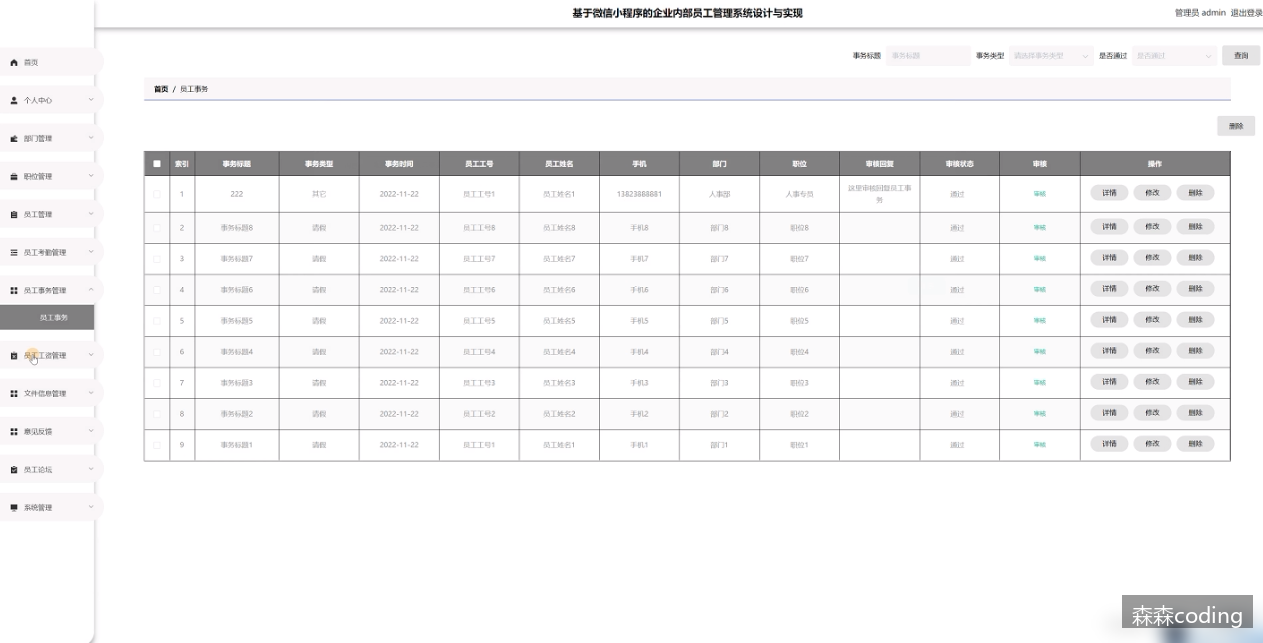 基于微信小程序的企业内部员工管理系统设计与实现
管理员 admin 退出登录
首页
个人中心
部门管理
职位管理
员工管理
员工考勤管理
员工事务管理
员工事务
员工工资管理
文件信息管理
意见反馈
员工论坛
系统管理
事务标题 事务标题 事务类型 请选择事务类型 是否通过 是否通过 查询
首页 / 员工事务
删除
索引 事务标题 事务类型 事务时间 员工工号 员工姓名 手机 部门 职位 审核回复 审核状态 审核 操作
1 222 其它 2022-11-22 员工工号1 员工姓名1 13823888881 人事部 人事专员 这里审核回复员工事务 通过 审核 详情 修改 删除
2 事务标题8 请假 2022-11-22 员工工号8 员工姓名8 手机8 部门8 职位8 通过 审核 详情 修改 删除
3 事务标题7 请假 2022-11-22 员工工号7 员工姓名7 手机7 部门7 职位7 通过 审核 详情 修改 删除
4 事务标题6 请假 2022-11-22 员工工号6 员工姓名6 手机6 部门6 职位6 通过 审核 详情 修改 删除
5 事务标题5 请假 2022-11-22 员工工号5 员工姓名5 手机5 部门5 职位5 通过 审核 详情 修改 删除
6 事务标题4 请假 2022-11-22 员工工号4 员工姓名4 手机4 部门4 职位4 通过 审核 详情 修改 删除
7 事务标题3 请假 2022-11-22 员工工号3 员工姓名3 手机3 部门3 职位3 通过 审核 详情 修改 删除
8 事务标题2 请假 2022-11-22 员工工号2 员工姓名2 手机2 部门2 职位2 通过 审核 详情 修改 删除
9 事务标题1 请假 2022-11-22 员工工号1 员工姓名1 手机1 部门1 职位1 通过 审核 详情 修改 删除
森森coding